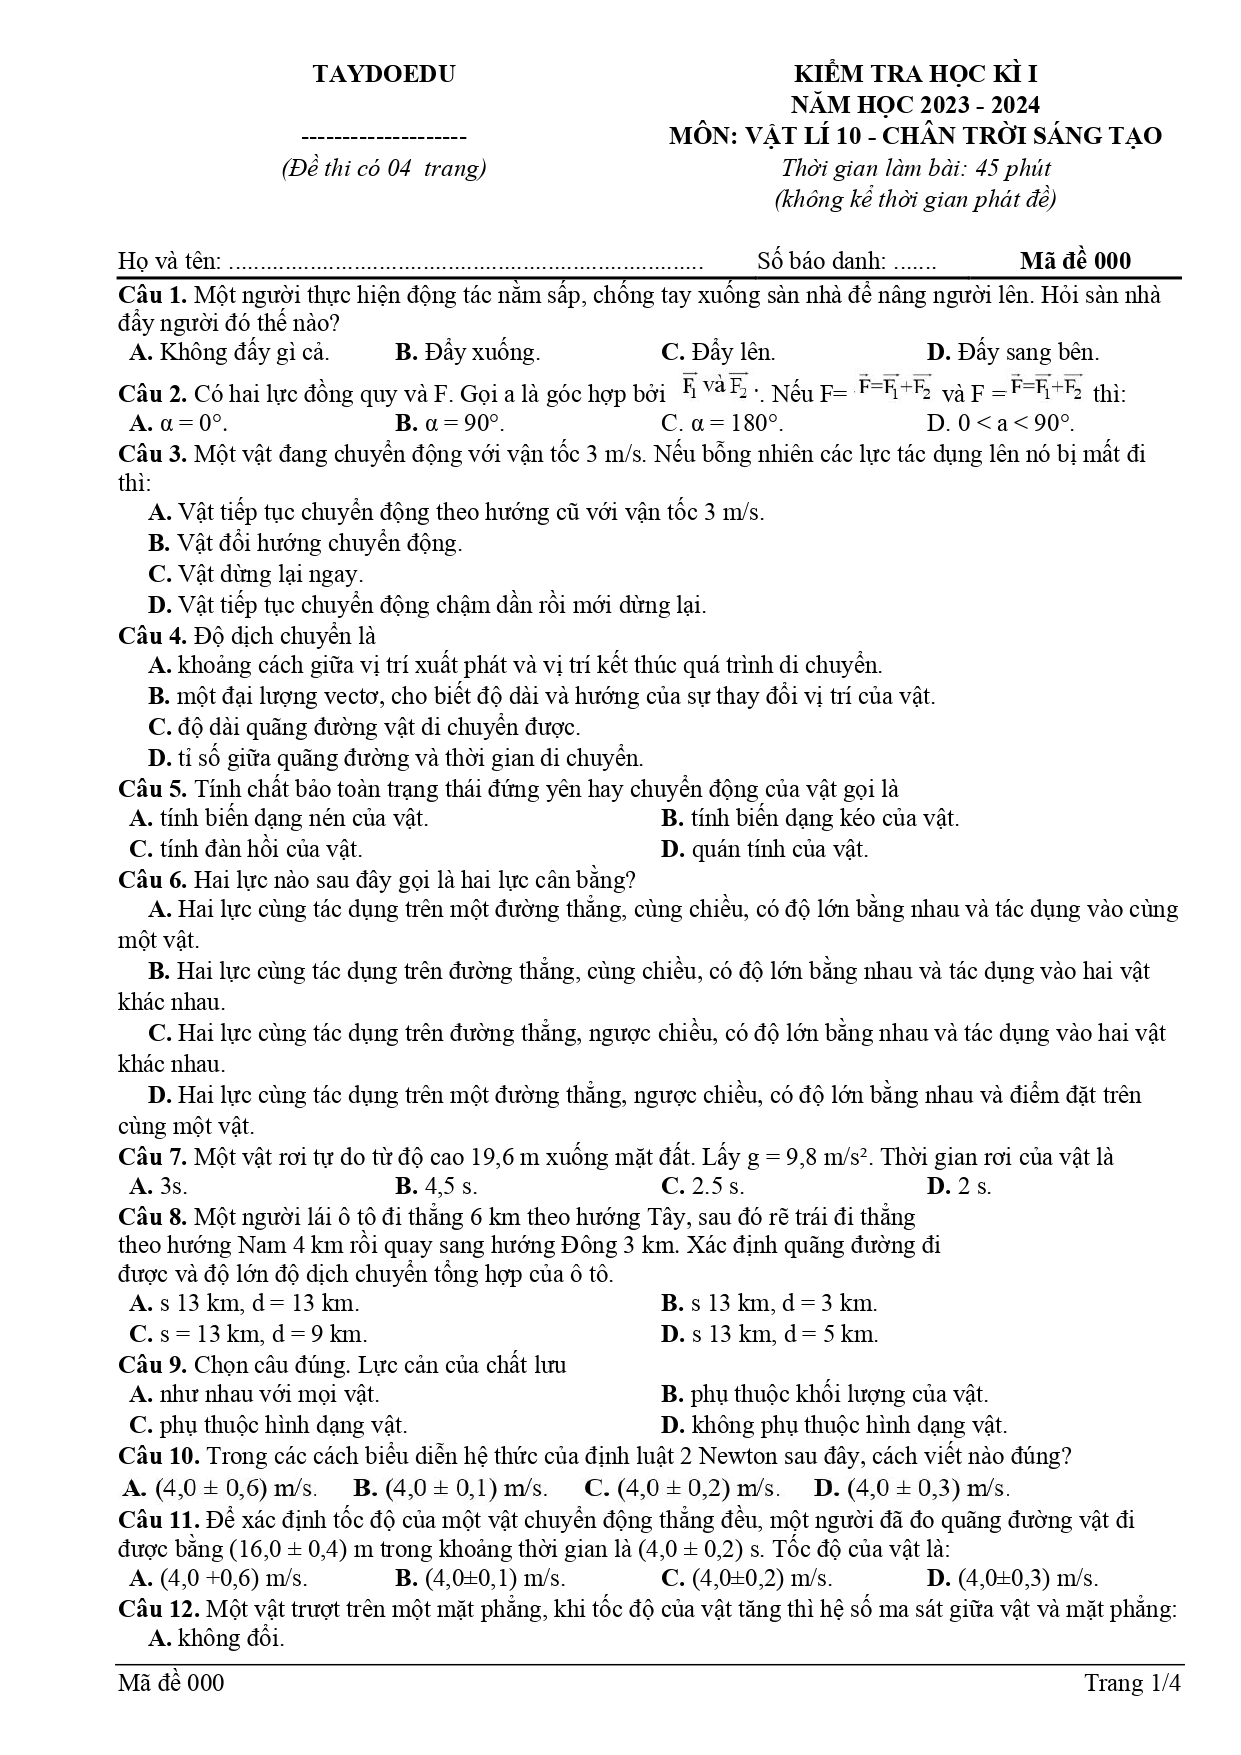 TAYDOEDU
--------------------
(Đề thi có 04 trang)
KIỂM TRA HỌC KÌ I
NĂM HỌC 2023 - 2024
MÔN: VẬT LÍ 10 - CHÂN TRỜI SÁNG TẠO
Thời gian làm bài: 45 phút
(không kể thời gian phát đề)
Họ và tên: ............................................................................ Số báo danh: ....... Mã đề 000
Câu 1. Một người thực hiện động tác nằm sấp, chống tay xuống sàn nhà để nâng người lên. Hỏi sàn nhà
đẩy người đó thế nào?
A. Không đấy gì cả. B. Đẩy xuống. C. Đẩy lên. D. Đấy sang bên.
Câu 2. Có hai lực đồng quy và F. Gọi a là góc hợp bởi F⃗₁ và F⃗₂ . . Nếu F= F⃗=F⃗₁+F⃗₂ và F = F⃗=F⃗₁+F⃗₂ thì:
A. α = 0°. B. α = 90°. C. α = 180°. D. 0 < a < 90°.
Câu 3. Một vật đang chuyển động với vận tốc 3 m/s. Nếu bỗng nhiên các lực tác dụng lên nó bị mất đi
thì:
A. Vật tiếp tục chuyển động theo hướng cũ với vận tốc 3 m/s.
B. Vật đổi hướng chuyển động.
C. Vật dừng lại ngay.
D. Vật tiếp tục chuyển động chậm dần rồi mới dừng lại.
Câu 4. Độ dịch chuyển là
A. khoảng cách giữa vị trí xuất phát và vị trí kết thúc quá trình di chuyển.
B. một đại lượng vectơ, cho biết độ dài và hướng của sự thay đổi vị trí của vật.
C. độ dài quãng đường vật di chuyển được.
D. tỉ số giữa quãng đường và thời gian di chuyển.
Câu 5. Tính chất bảo toàn trạng thái đứng yên hay chuyển động của vật gọi là
A. tính biến dạng nén của vật. B. tính biến dạng kéo của vật.
C. tính đàn hồi của vật. D. quán tính của vật.
Câu 6. Hai lực nào sau đây gọi là hai lực cân bằng?
A. Hai lực cùng tác dụng trên một đường thẳng, cùng chiều, có độ lớn bằng nhau và tác dụng vào cùng
một vật.
B. Hai lực cùng tác dụng trên đường thẳng, cùng chiều, có độ lớn bằng nhau và tác dụng vào hai vật
khác nhau.
C. Hai lực cùng tác dụng trên đường thẳng, ngược chiều, có độ lớn bằng nhau và tác dụng vào hai vật
khác nhau.
D. Hai lực cùng tác dụng trên một đường thẳng, ngược chiều, có độ lớn bằng nhau và điểm đặt trên
cùng một vật.
Câu 7. Một vật rơi tự do từ độ cao 19,6 m xuống mặt đất. Lấy g = 9,8 m/s². Thời gian rơi của vật là
A. 3s. B. 4,5 s. C. 2.5 s. D. 2 s.
Câu 8. Một người lái ô tô đi thẳng 6 km theo hướng Tây, sau đó rẽ trái đi thẳng
theo hướng Nam 4 km rồi quay sang hướng Đông 3 km. Xác định quãng đường đi
được và độ lớn độ dịch chuyển tổng hợp của ô tô.
A. s 13 km, d = 13 km. B. s 13 km, d = 3 km.
C. s = 13 km, d = 9 km. D. s 13 km, d = 5 km.
Câu 9. Chọn câu đúng. Lực cản của chất lưu
A. như nhau với mọi vật. B. phụ thuộc khối lượng của vật.
C. phụ thuộc hình dạng vật. D. không phụ thuộc hình dạng vật.
Câu 10. Trong các cách biểu diễn hệ thức của định luật 2 Newton sau đây, cách viết nào đúng?
A. (4,0 ± 0,6) m/s. B. (4,0 ± 0,1) m/s. C. (4,0 ± 0,2) m/s. D. (4,0 ± 0,3) m/s.
Câu 11. Để xác định tốc độ của một vật chuyển động thẳng đều, một người đã đo quãng đường vật đi
được bằng (16,0 ± 0,4) m trong khoảng thời gian là (4,0 ± 0,2) s. Tốc độ của vật là:
A. (4,0 +0,6) m/s. B. (4,0±0,1) m/s. C. (4,0±0,2) m/s. D. (4,0±0,3) m/s.
Câu 12. Một vật trượt trên một mặt phẳng, khi tốc độ của vật tăng thì hệ số ma sát giữa vật và mặt phẳng:
A. không đổi.
Mã đề 000 Trang 1/4